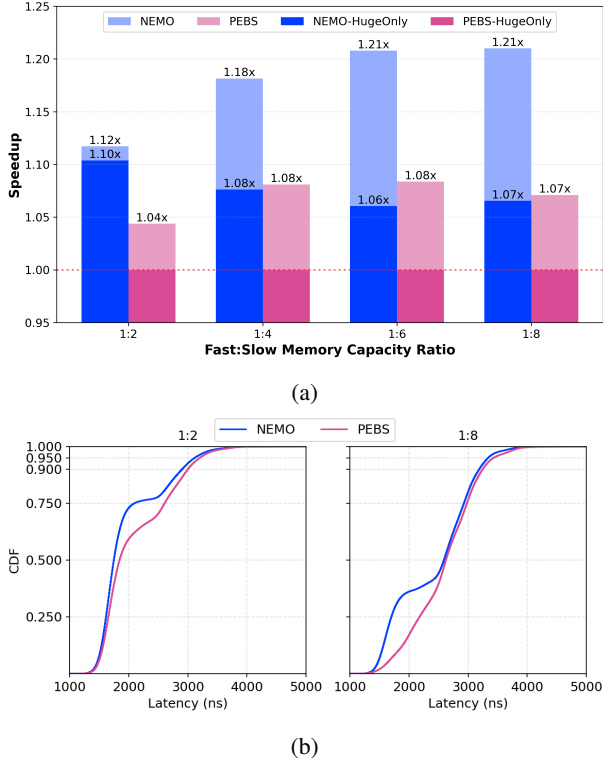 NEMO PEBS NEMO-HugeOnly PEBS-HugeOnly
1.25
1.20
1.15
1.10
1.05
1.00
0.95
Speedup
1.12x
1.10x
1.04x
1.18x
1.08x
1.08x
1.21x
1.06x
1.08x
1.21x
1.07x
1.07x
1:2 1:4 1:6 1:8
Fast:Slow Memory Capacity Ratio
(a)
NEMO PEBS
1:2 1:8
1.000
0.950
0.900
0.750
0.500
0.250
CDF
1000 2000 3000 4000 5000
Latency (ns)
1000 2000 3000 4000 5000
Latency (ns)
(b)